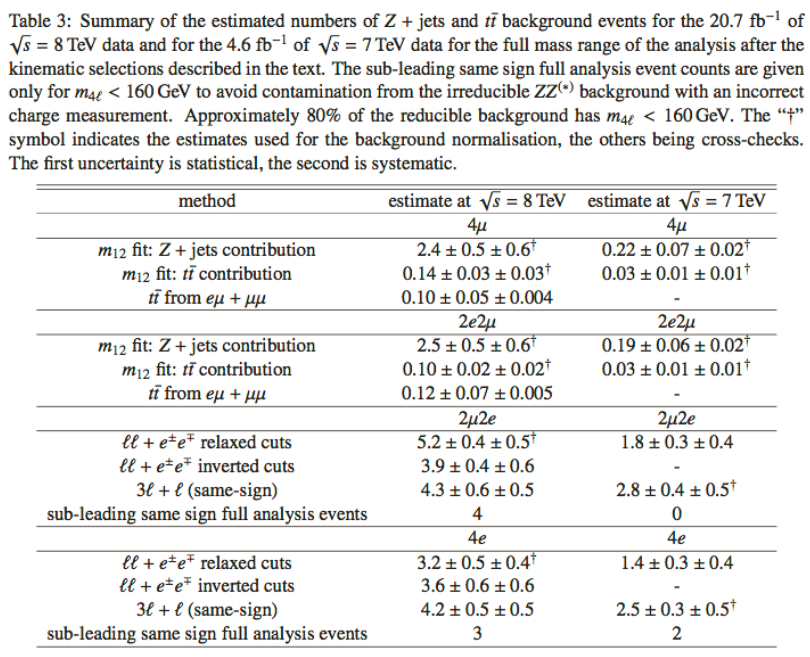 Table 3: Summary of the estimated numbers of Z + jets and tt̄ background events for the 20.7 fb⁻¹ of
√s = 8 TeV data and for the 4.6 fb⁻¹ of √s = 7 TeV data for the full mass range of the analysis after the
kinematic selections described in the text. The sub-leading same sign full analysis event counts are given
only for m₄ℓ < 160 GeV to avoid contamination from the irreducible ZZ⁽*⁾ background with an incorrect
charge measurement. Approximately 80% of the reducible background has m₄ℓ < 160 GeV. The “†”
symbol indicates the estimates used for the background normalisation, the others being cross-checks.
The first uncertainty is statistical, the second is systematic.
method estimate at √s = 8 TeV estimate at √s = 7 TeV
4μ 4μ
m₁₂ fit: Z + jets contribution 2.4 ± 0.5 ± 0.6† 0.22 ± 0.07 ± 0.02†
m₁₂ fit: tt̄ contribution 0.14 ± 0.03 ± 0.03† 0.03 ± 0.01 ± 0.01†
tt̄ from eμ + μμ 0.10 ± 0.05 ± 0.004 -
2e2μ 2e2μ
m₁₂ fit: Z + jets contribution 2.5 ± 0.5 ± 0.6† 0.19 ± 0.06 ± 0.02†
m₁₂ fit: tt̄ contribution 0.10 ± 0.02 ± 0.02† 0.03 ± 0.01 ± 0.01†
tt̄ from eμ + μμ 0.12 ± 0.07 ± 0.005 -
2μ2e 2μ2e
ℓℓ + e±e∓ relaxed cuts 5.2 ± 0.4 ± 0.5† 1.8 ± 0.3 ± 0.4
ℓℓ + e±e∓ inverted cuts 3.9 ± 0.4 ± 0.6 -
3ℓ + ℓ (same-sign) 4.3 ± 0.6 ± 0.5 2.8 ± 0.4 ± 0.5†
sub-leading same sign full analysis events 4 0
4e 4e
ℓℓ + e±e∓ relaxed cuts 3.2 ± 0.5 ± 0.4† 1.4 ± 0.3 ± 0.4
ℓℓ + e±e∓ inverted cuts 3.6 ± 0.6 ± 0.6 -
3ℓ + ℓ (same-sign) 4.2 ± 0.5 ± 0.5 2.5 ± 0.3 ± 0.5†
sub-leading same sign full analysis events 3 2